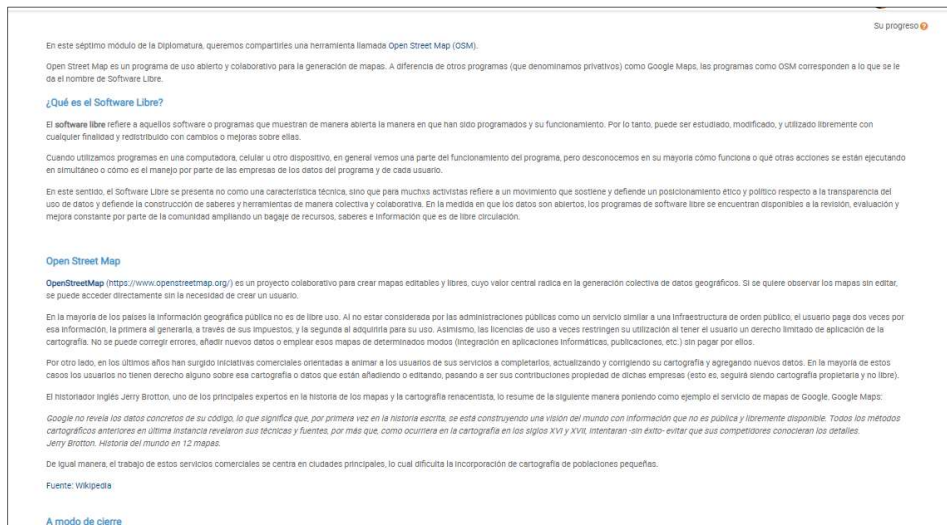 Su progreso
En este séptimo módulo de la Diplomatura, queremos compartirles una herramienta llamada Open Street Map (OSM).
Open Street Map es un programa de uso abierto y colaborativo para la generación de mapas. A diferencia de otros programas (que denominamos privativos) como Google Maps, las programas como OSM corresponden a lo que se le
da el nombre de Software Libre.
¿Qué es el Software Libre?
El software libre refiere a aquellos software o programas que muestran de manera abierta la manera en que han sido programados y su funcionamiento. Por lo tanto, puede ser estudiado, modificado, y utilizado libremente con
cualquier finalidad y redistribuido con cambios o mejoras sobre ellas.
Cuando utilizamos programas en una computadora, celular u otro dispositivo, en general vemos una parte del funcionamiento del programa, pero desconocemos en su mayoría cómo funciona o qué otras acciones se están ejecutando
en simultáneo o cómo es el manejo por parte de las empresas de los datos del programa y de cada usuario.
En este sentido, el Software Libre se presenta no como una característica técnica, sino que para muchxs activistas refiere a un movimiento que sostiene y defiende un posicionamiento ético y político respecto a la transparencia del
uso de datos y defiende la construcción de saberes y herramientas de manera colectiva y colaborativa. En la medida en que los datos son abiertos, los programas de software libre se encuentran disponibles a la revisión, evaluación y
mejora constante por parte de la comunidad ampliando un bagaje de recursos, saberes e información que es de libre circulación.
Open Street Map
OpenStreetMap (https://www.openstreetmap.org/) es un proyecto colaborativo para crear mapas editables y libres, cuyo valor central radica en la generación colectiva de datos geográficos. Si se quiere observar los mapas sin editar,
se puede acceder directamente sin la necesidad de crear un usuario.
En la mayoría de los países la información geográfica pública no es de libre uso. Al no estar considerada por las administraciones públicas como un servicio similar a una infraestructura de orden público, el usuario paga dos veces por
esa información, la primera al generarla, a través de sus impuestos, y la segunda al adquirirla para su uso. Asimismo, las licencias de uso a veces restringen su utilización al tener el usuario un derecho limitado de aplicación de la
cartografía. No se puede corregir errores, añadir nuevos datos o emplear esos mapas de determinados modos (integración en aplicaciones informáticas, publicaciones, etc.) sin pagar por ellos.
Por otro lado, en los últimos años han surgido iniciativas comerciales orientadas a animar a los usuarios de sus servicios a completarlos, actualizando y corrigiendo su cartografía y agregando nuevos datos. En la mayoría de estos
casos los usuarios no tienen derecho alguno sobre esa cartografía o datos que están añadiendo o editando, pasando a ser sus contribuciones propiedad de dichas empresas (esto es, seguirá siendo cartografía propietaria y no libre).
El historiador inglés Jerry Brotton, uno de los principales expertos en la historia de los mapas y la cartografía renacentista, lo resume de la siguiente manera poniendo como ejemplo el servicio de mapas de Google, Google Maps:
Google no revela los datos concretos de su código, lo que significa que, por primera vez en la historia escrita, se está construyendo una visión del mundo con información que no es pública y libremente disponible. Todos los métodos
cartográficos anteriores en última instancia revelaron sus técnicas y fuentes, por más que, como ocurriera en la cartografía en los siglos XVI y XVII, intentaran -sin éxito- evitar que sus competidores conocieran los detalles.
Jerry Brotton. Historia del mundo en 12 mapas.
De igual manera, el trabajo de estos servicios comerciales se centra en ciudades principales, lo cual dificulta la incorporación de cartografía de poblaciones pequeñas.
Fuente: Wikipedia
A modo de cierre